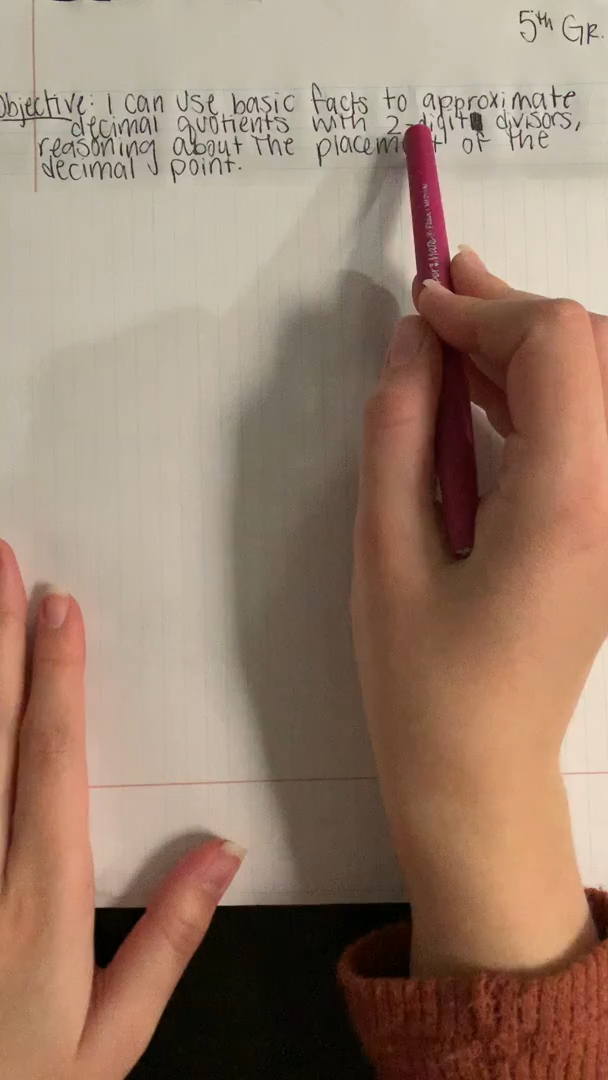 5th Gr.
Objective: I can use basic facts to approximate
decimal quotients with 2-digit divisors,
reasoning about the placement of the
decimal point.